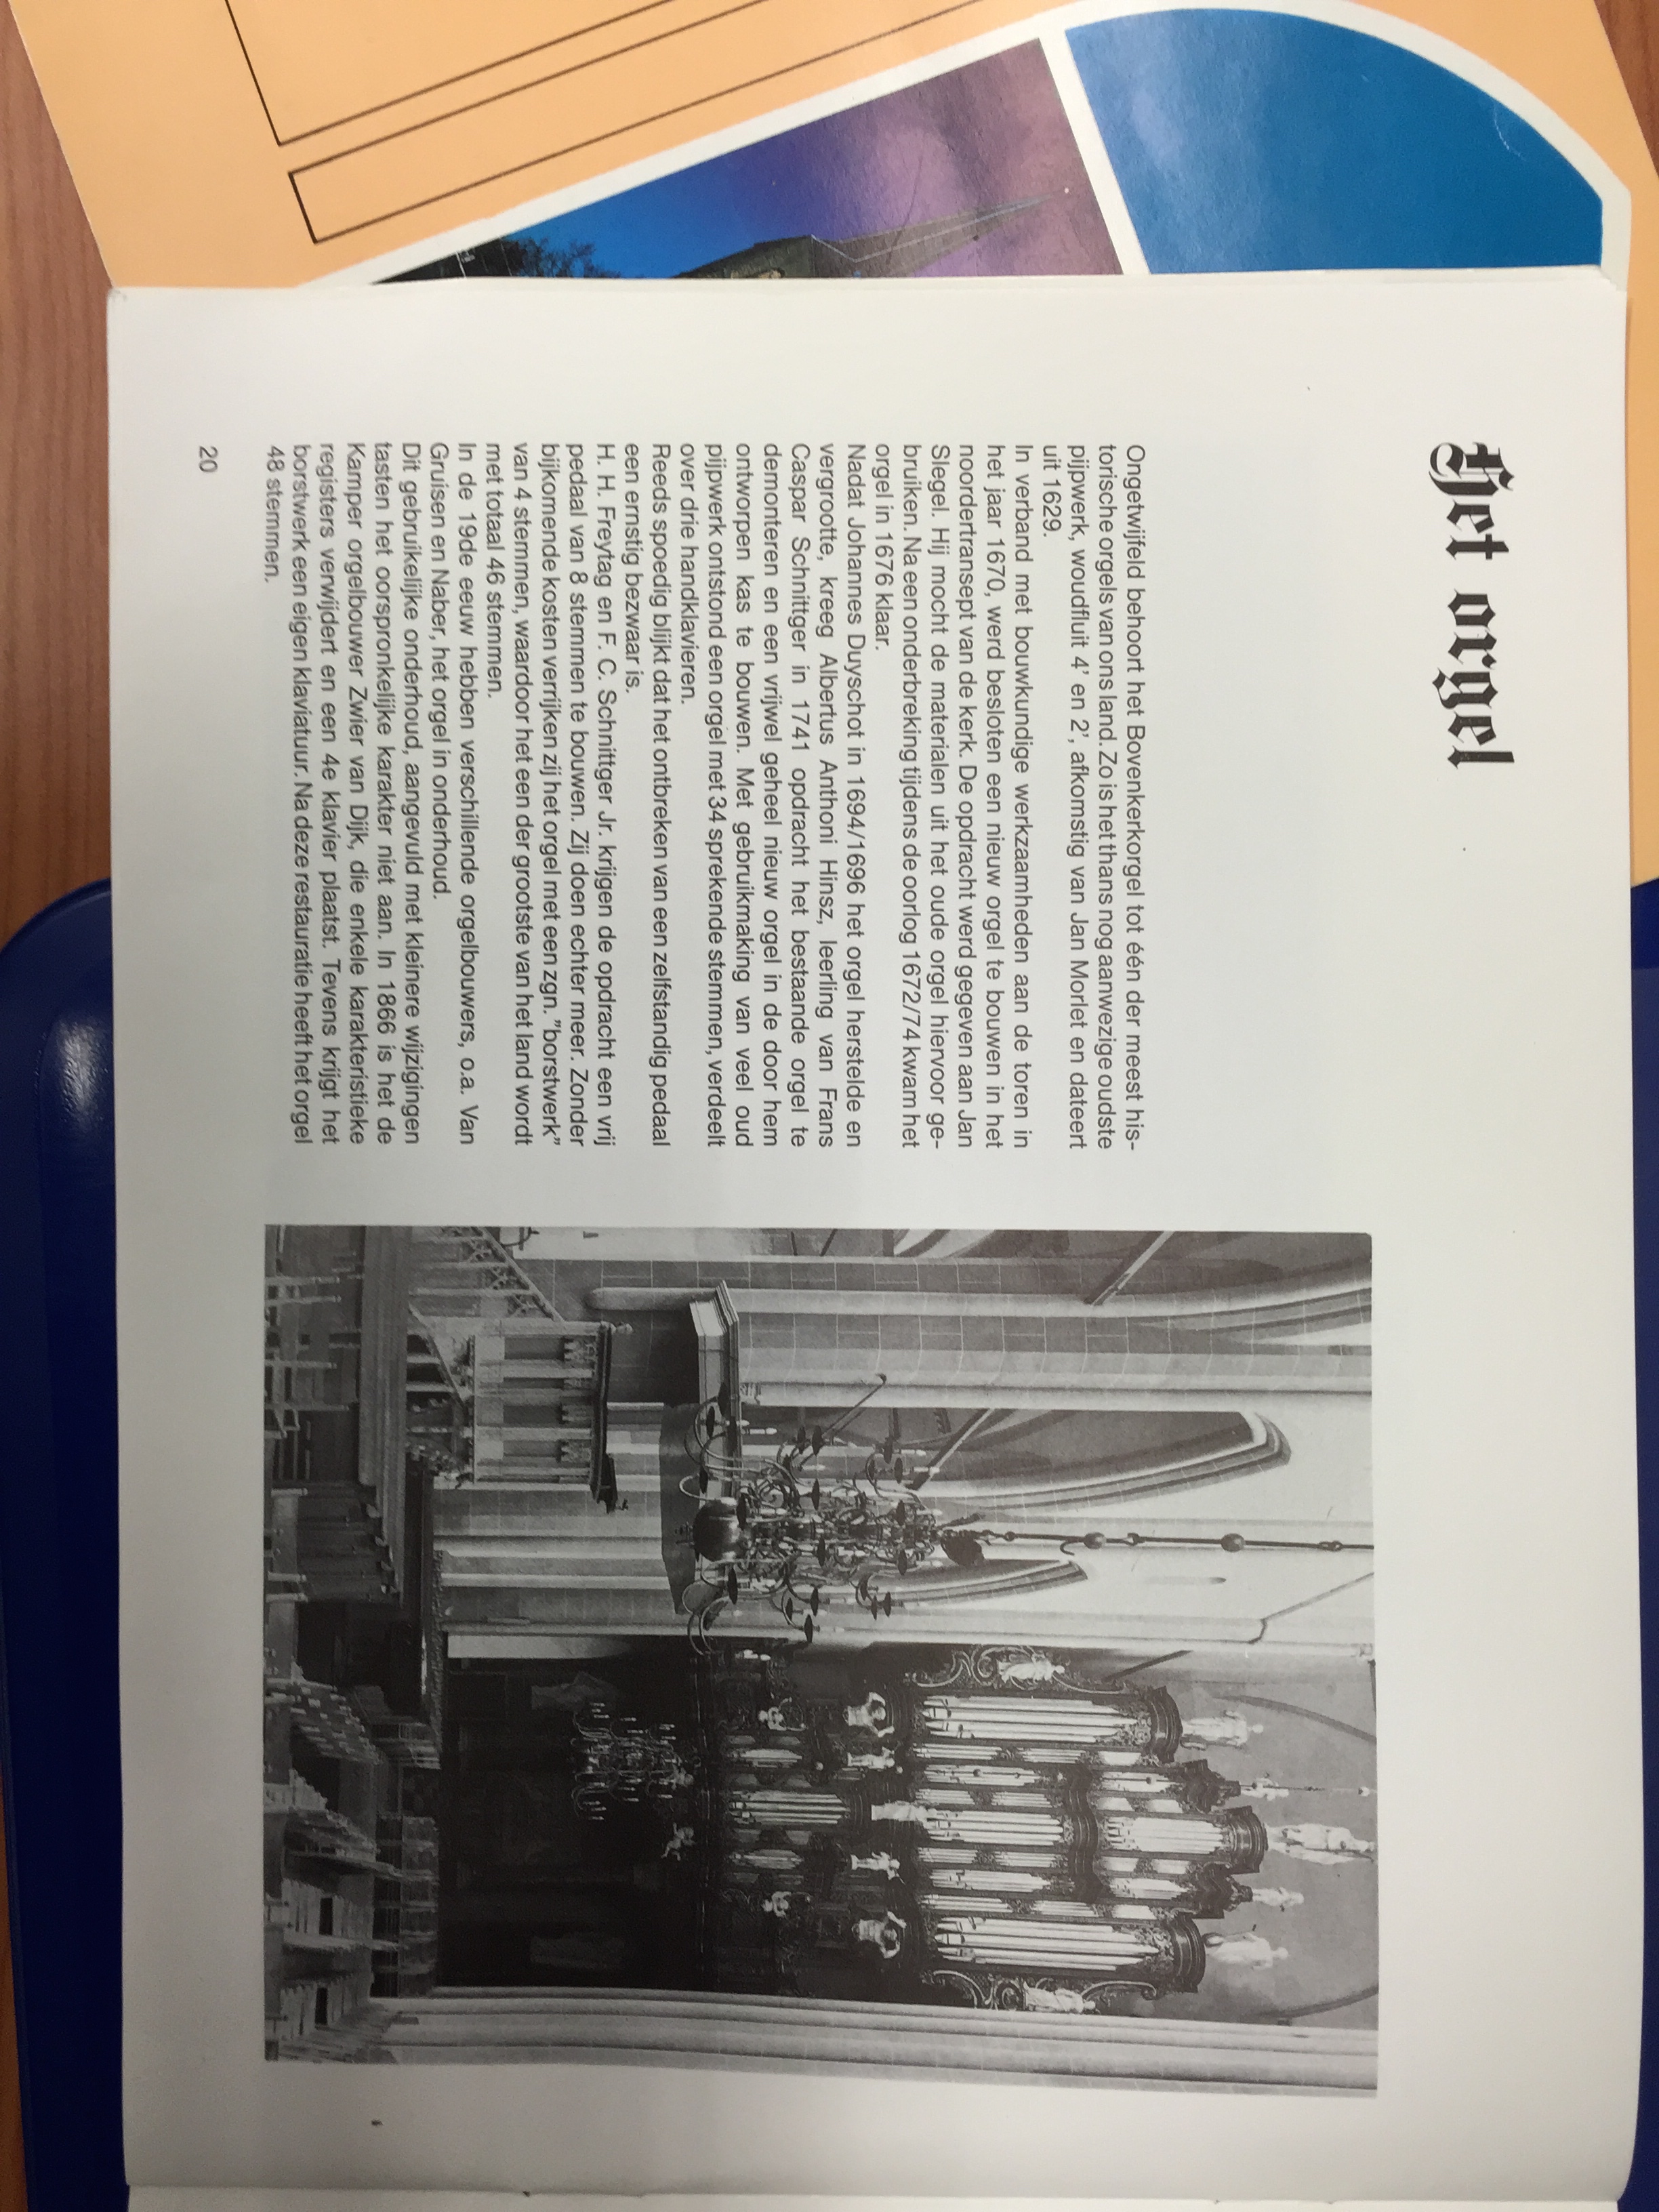 Het orgel
Ongetwijfeld behoort het Bovenkerkorgel tot één der meest his-
torische orgels van ons land. Zo is het thans nog aanwezige oudste
pijpwerk, woudfluit 4' en 2', afkomstig van Jan Morlet en dateert
uit 1629.
In verband met bouwkundige werkzaamheden aan de toren in
het jaar 1670, werd besloten een nieuw orgel te bouwen in het
noordertransept van de kerk. De opdracht werd gegeven aan Jan
Slegel. Hij mocht de materialen uit het oude orgel hiervoor ge-
bruiken. Na een onderbreking tijdens de oorlog 1672/74 kwam het
orgel in 1676 klaar.
Nadat Johannes Duyschot in 1694/1696 het orgel herstelde en
vergrootte, kreeg Albertus Anthoni Hinsz, leerling van Frans
Caspar Schnittger in 1741 opdracht het bestaande orgel te
demonteren en een vrijwel geheel nieuw orgel in de door hem
ontworpen kas te bouwen. Met gebruikmaking van veel oud
pijpwerk ontstond een orgel met 34 sprekende stemmen, verdeelt
over drie handklavieren.
Reeds spoedig blijkt dat het ontbreken van een zelfstandig pedaal
een ernstig bezwaar is.
H. H. Freytag en F. C. Schnittger Jr. krijgen de opdracht een vrij
pedaal van 8 stemmen te bouwen. Zij doen echter meer. Zonder
bijkomende kosten verrijken zij het orgel met een zgn. "borstwerk"
van 4 stemmen, waardoor het een der grootste van het land wordt
met totaal 46 stemmen.
In de 19de eeuw hebben verschillende orgelbouwers, o.a. Van
Gruisen en Naber, het orgel in onderhoud.
Dit gebruikelijke onderhoud, aangevuld met kleinere wijzigingen
tasten het oorspronkelijke karakter niet aan. In 1866 is het de
Kamper orgelbouwer Zwier van Dijk, die enkele karakteristieke
registers verwijdert en een 4e klavier plaatst. Tevens krijgt het
borstwerk een eigen klaviatuur. Na deze restauratie heeft het orgel
48 stemmen.
20